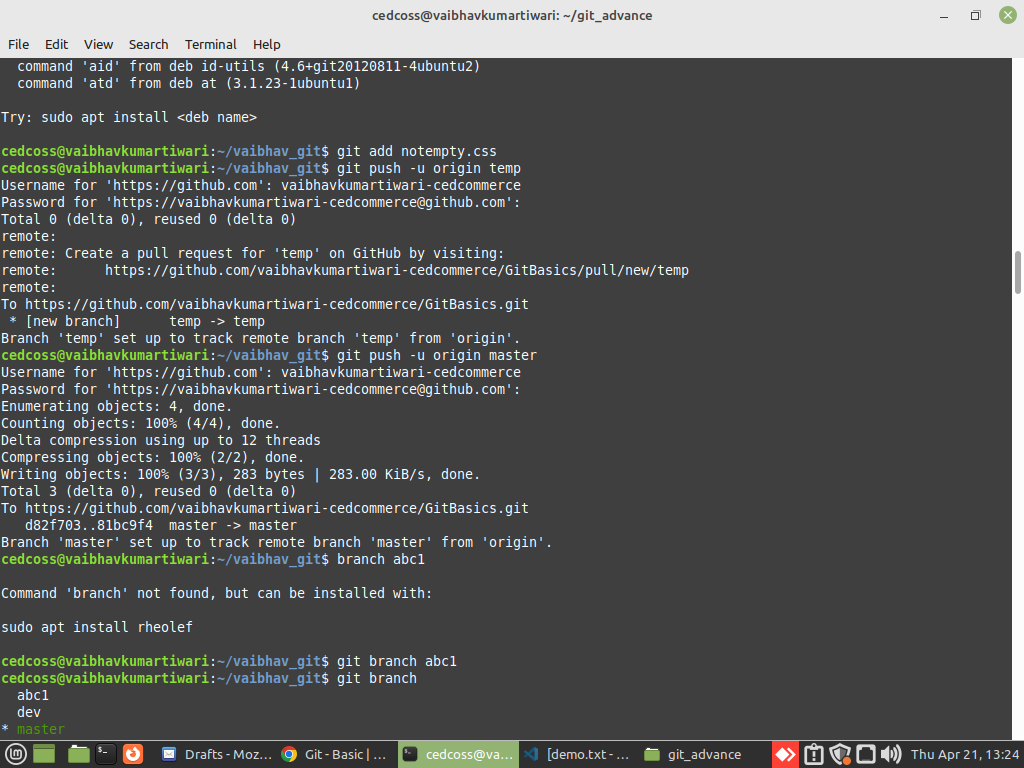 cedcoss@vaibhavkumartiwari: ~/git_advance
File Edit View Search Terminal Help
command 'aid' from deb id-utils (4.6+git20120811-4ubuntu2)
command 'atd' from deb at (3.1.23-1ubuntu1)
Try: sudo apt install <deb name>
cedcoss@vaibhavkumartiwari:~/vaibhav_git$ git add notempty.css
cedcoss@vaibhavkumartiwari:~/vaibhav_git$ git push -u origin temp
Username for 'https://github.com': vaibhavkumartiwari-cedcommerce
Password for 'https://vaibhavkumartiwari-cedcommerce@github.com':
Total 0 (delta 0), reused 0 (delta 0)
remote:
remote: Create a pull request for 'temp' on GitHub by visiting:
remote:      https://github.com/vaibhavkumartiwari-cedcommerce/GitBasics/pull/new/temp
remote:
To https://github.com/vaibhavkumartiwari-cedcommerce/GitBasics.git
 * [new branch]      temp -> temp
Branch 'temp' set up to track remote branch 'temp' from 'origin'.
cedcoss@vaibhavkumartiwari:~/vaibhav_git$ git push -u origin master
Username for 'https://github.com': vaibhavkumartiwari-cedcommerce
Password for 'https://vaibhavkumartiwari-cedcommerce@github.com':
Enumerating objects: 4, done.
Counting objects: 100% (4/4), done.
Delta compression using up to 12 threads
Compressing objects: 100% (2/2), done.
Writing objects: 100% (3/3), 283 bytes | 283.00 KiB/s, done.
Total 3 (delta 0), reused 0 (delta 0)
To https://github.com/vaibhavkumartiwari-cedcommerce/GitBasics.git
   d82f703..81bc9f4  master -> master
Branch 'master' set up to track remote branch 'master' from 'origin'.
cedcoss@vaibhavkumartiwari:~/vaibhav_git$ branch abc1
Command 'branch' not found, but can be installed with:
sudo apt install rheolef
cedcoss@vaibhavkumartiwari:~/vaibhav_git$ git branch abc1
cedcoss@vaibhavkumartiwari:~/vaibhav_git$ git branch
  abc1
  dev
* master
Drafts - Moz... Git - Basic | ... cedcoss@va... [demo.txt - ... git_advance Thu Apr 21, 13:24